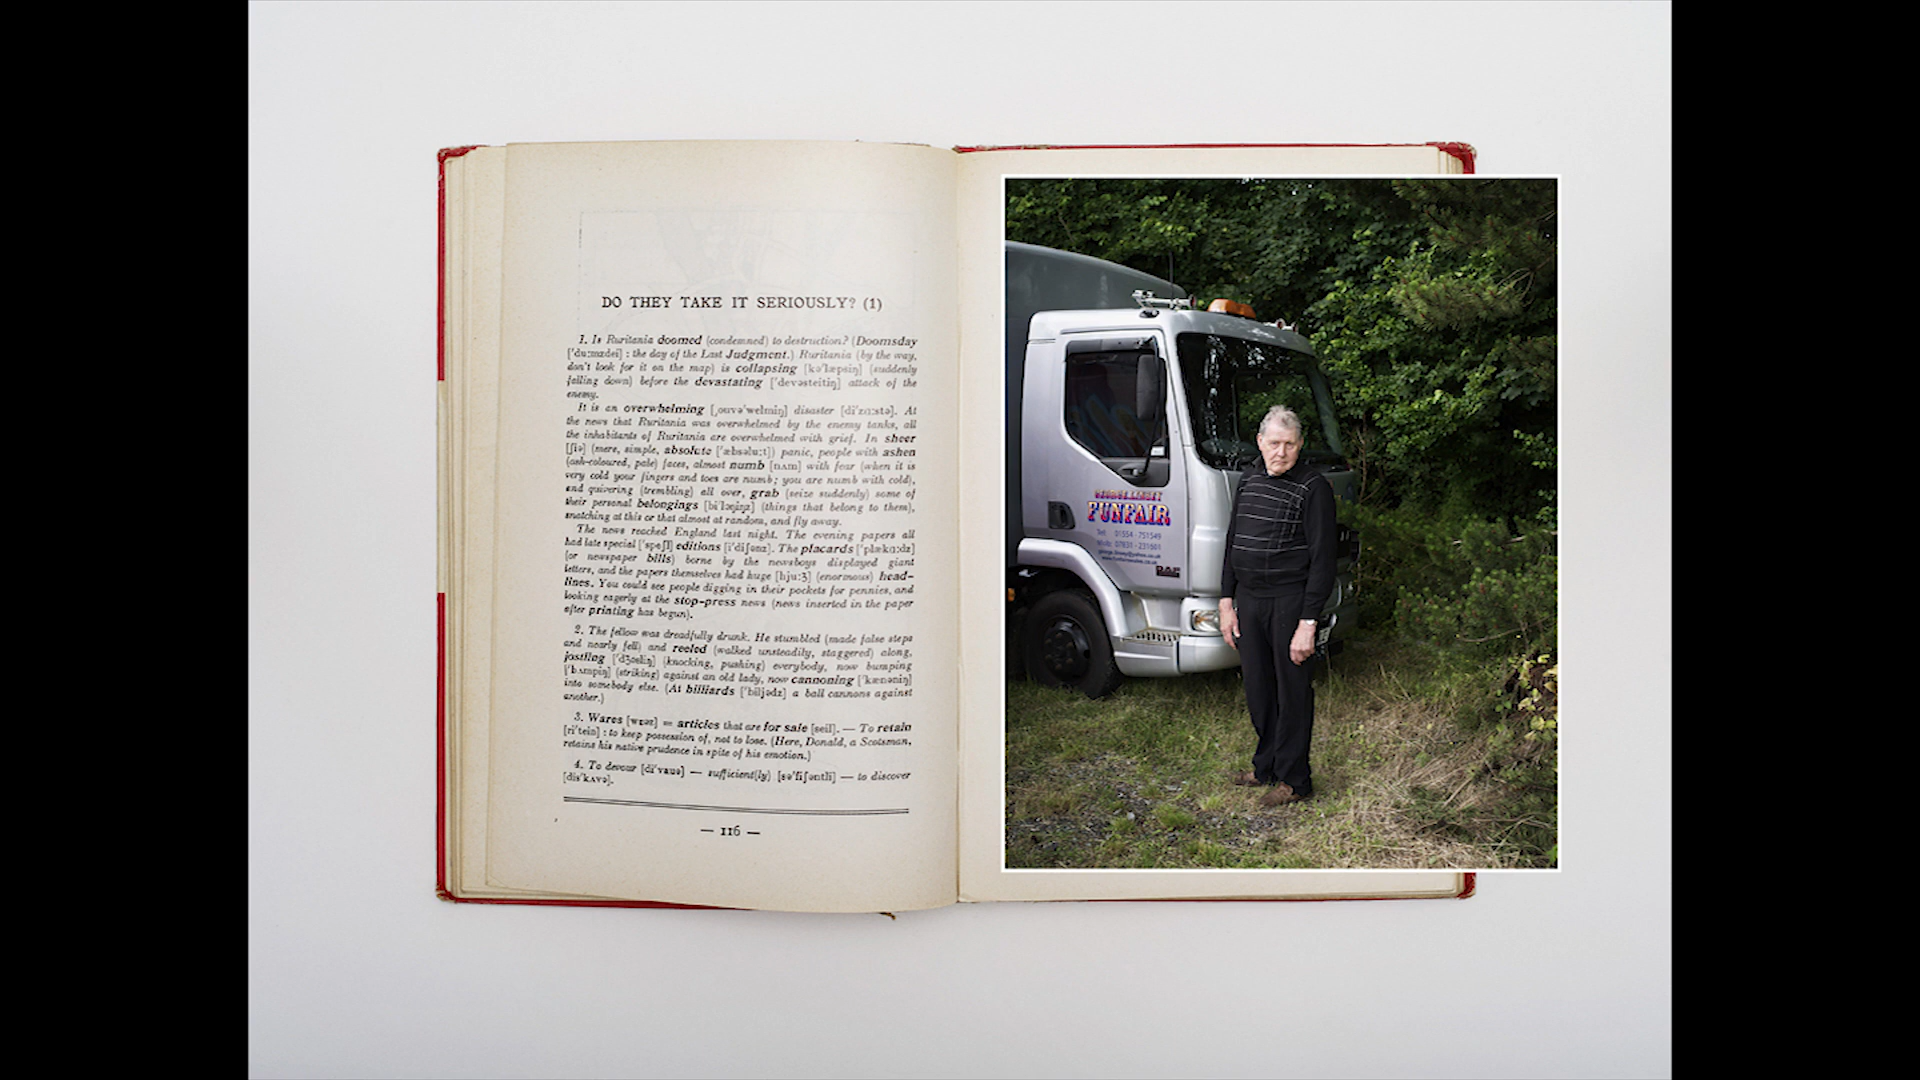 DO THEY TAKE IT SERIOUSLY? (1)
1. Is Ruritania doomed (condemned) to destruction? (Doomsday
['du:mzdei] : the day of the Last Judgment.) Ruritania (by the way,
don't look for it on the map) is collapsing [kə'læpsiŋ] (suddenly
falling down) before the devastating ['devəsteitiŋ] attack of the
enemy.
It is an overwhelming [ˌouvə'welmiŋ] disaster [di'zɑ:stə]. At
the news that Ruritania was overwhelmed by the enemy tanks, all
the inhabitants of Ruritania are overwhelmed with grief. In sheer
[ʃiə] (mere, simple, absolute ['æbsəlu:t]) panic, people with ashen
(ash-coloured, pale) faces, almost numb [nʌm] with fear (when it is
very cold your fingers and toes are numb; you are numb with cold),
and quivering (trembling) all over, grab (seize suddenly) some of
their personal belongings [bi'lɔŋiŋz] (things that belong to them),
snatching at this or that almost at random, and fly away.
The news reached England last night. The evening papers all
had late special ['speʃl] editions [i'diʃənz]. The placards ['plækɑ:dz]
(or newspaper bills) borne by the newsboys displayed giant
letters, and the papers themselves had huge [hju:ʒ] (enormous) head-
lines. You could see people digging in their pockets for pennies, and
looking eagerly at the stop-press news (news inserted in the paper
after printing has begun).
2. The fellow was dreadfully drunk. He stumbled (made false steps
and nearly fell) and reeled (walked unsteadily, staggered) along,
jostling ['dʒɔsliŋ] (knocking, pushing) everybody, now bumping
['bʌmpiŋ] (striking) against an old lady, now cannoning ['kænəniŋ]
into somebody else. (At billiards ['biljədz] a ball cannons against
another.)
3. Wares [wɛəz] = articles that are for sale [seil]. — To retain
[ri'tein] : to keep possession of, not to lose. (Here, Donald, a Scotsman,
retains his native prudence in spite of his emotion.)
4. To devour [di'vauə] — sufficient(ly) [sə'fiʃəntli] — to discover
[dis'kʌvə].
— 116 —
FUNFAIR
Tel: 01554 - 751549
Mob: 07831 - 231601
DAF